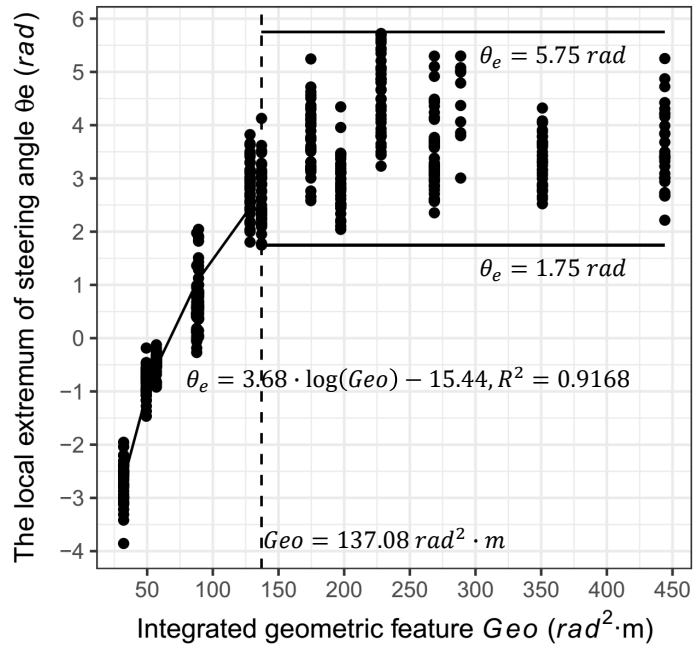 The local extremum of steering angle θe (rad)
6
5
4
3
2
1
0
−1
−2
−3
−4
θₑ = 5.75 rad
θₑ = 1.75 rad
θₑ = 3.68 · log(Geo) − 15.44, R² = 0.9168
Geo = 137.08 rad² · m
50 100 150 200 250 300 350 400 450
Integrated geometric feature Geo (rad²·m)